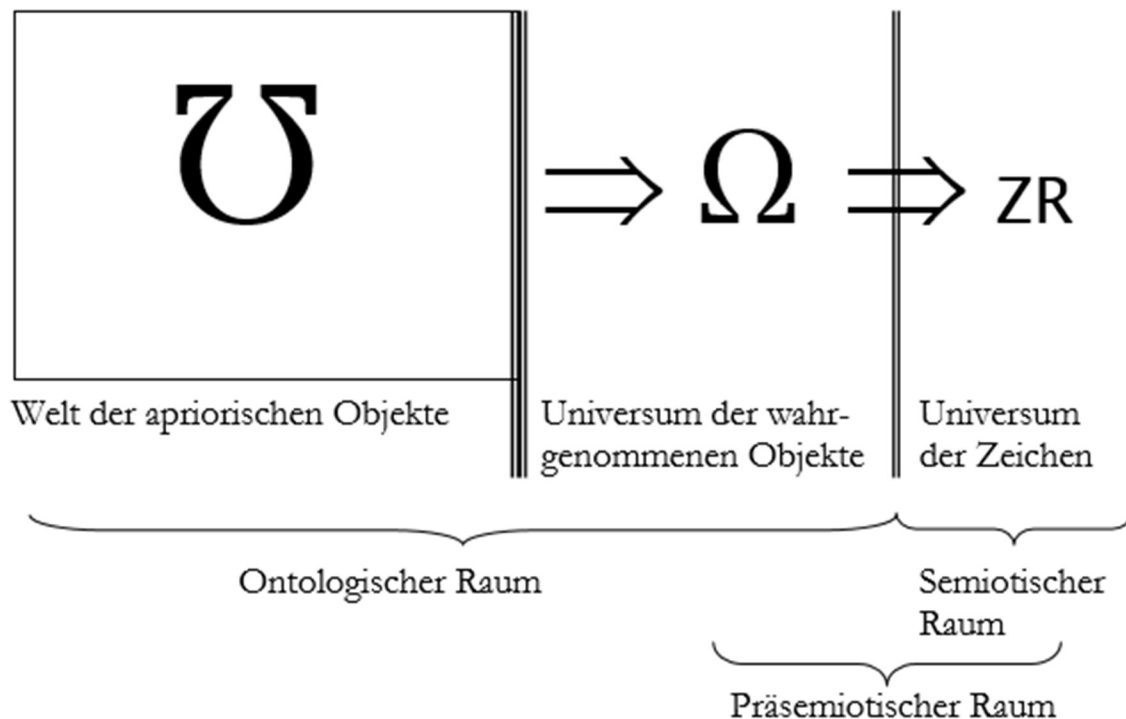 ℧ ⇒ Ω ⇒ ZR
Welt der apriorischen Objekte
Universum der wahr-
genommenen Objekte
Universum
der Zeichen
Ontologischer Raum
Semiotischer
Raum
Präsemiotischer Raum